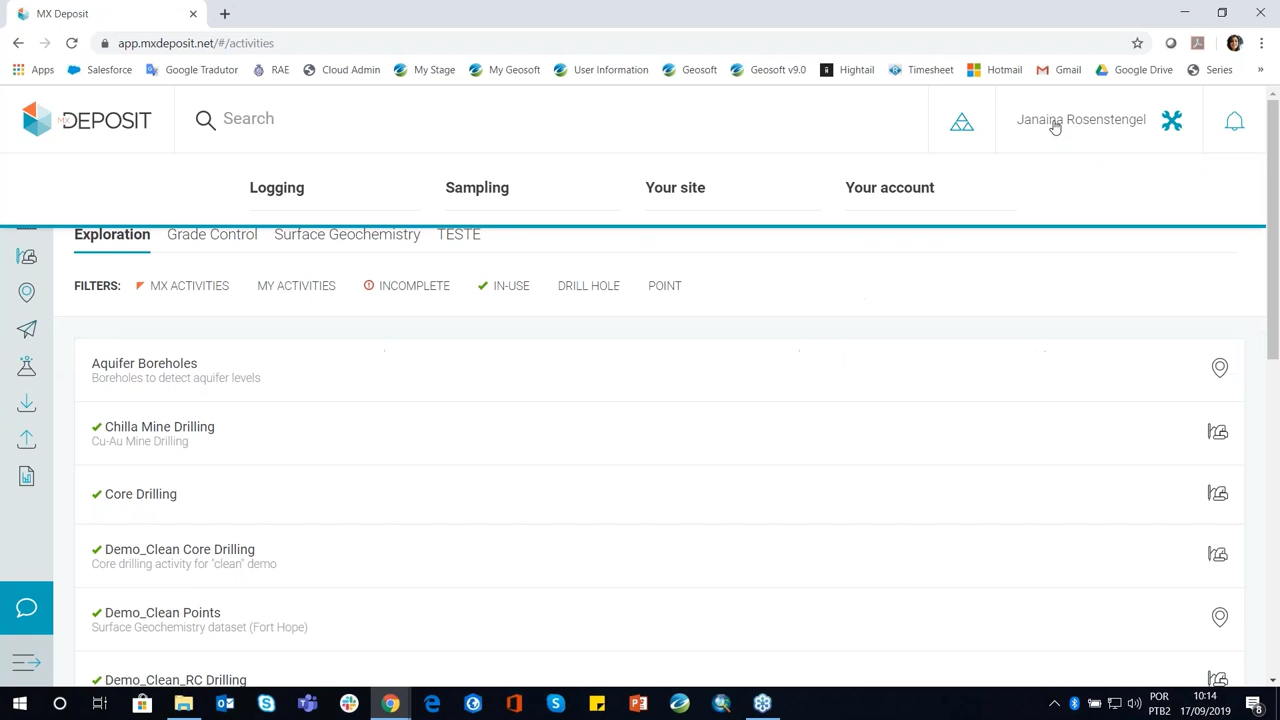 MX Deposit
app.mxdeposit.net/#/activities
Apps Salesforce Google Tradutor RAE Cloud Admin My Stage My Geosoft User Information Geosoft Geosoft v9.0 Hightail Timesheet Hotmail Gmail Google Drive Series »
MX DEPOSIT Search Janaina Rosenstengel
Logging Sampling Your site Your account
Exploration Grade Control Surface Geochemistry TESTE
FILTERS: MX ACTIVITIES MY ACTIVITIES INCOMPLETE IN-USE DRILL HOLE POINT
Aquifer Boreholes
Boreholes to detect aquifer levels
Chilla Mine Drilling
Cu-Au Mine Drilling
Core Drilling
Demo_Clean Core Drilling
Core drilling activity for "clean" demo
Demo_Clean Points
Surface Geochemistry dataset (Fort Hope)
Demo_Clean_RC Drilling
POR 10:14
PTB2 17/09/2019 8